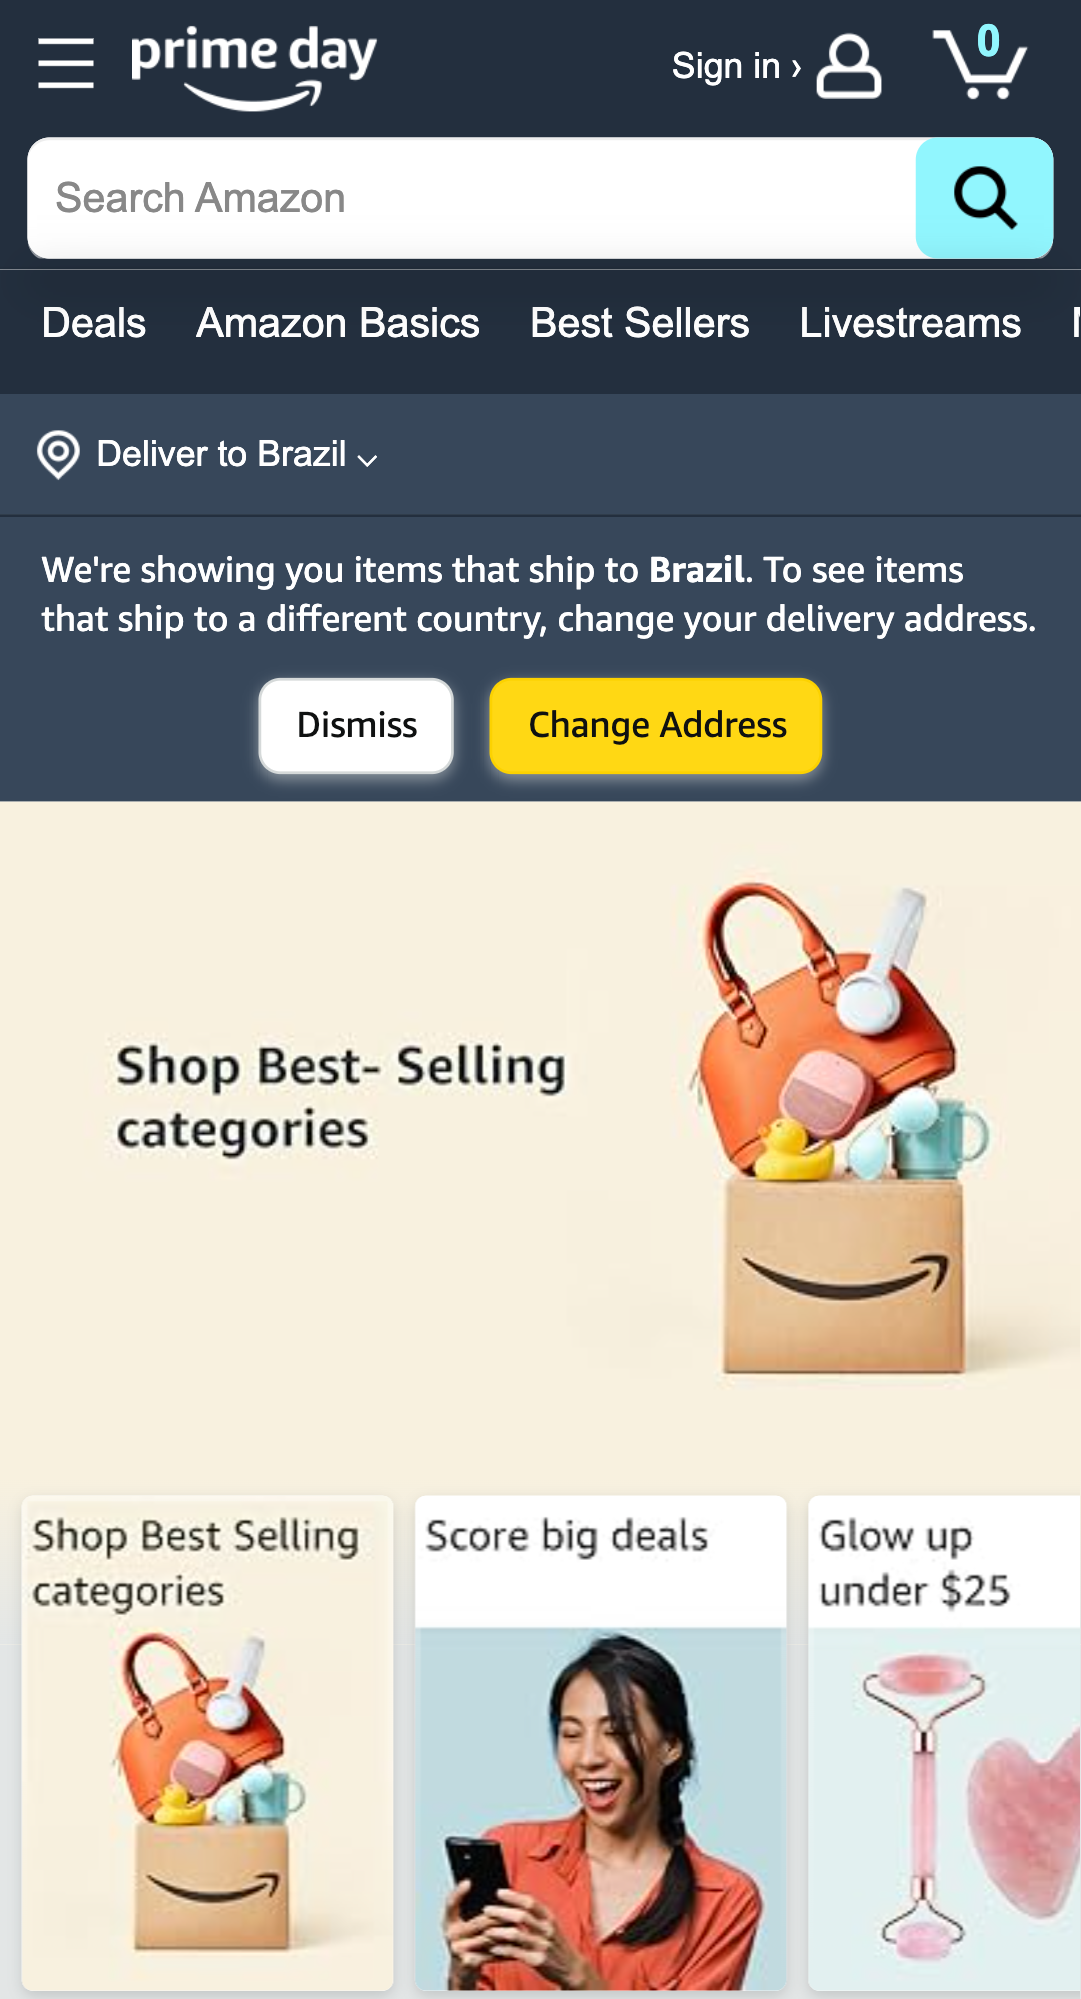 prime day
Sign in ›
0
Search Amazon
Deals Amazon Basics Best Sellers Livestreams
Deliver to Brazil
We're showing you items that ship to Brazil. To see items
that ship to a different country, change your delivery address.
Dismiss
Change Address
Shop Best- Selling
categories
Shop Best Selling
categories
Score big deals
Glow up
under $25